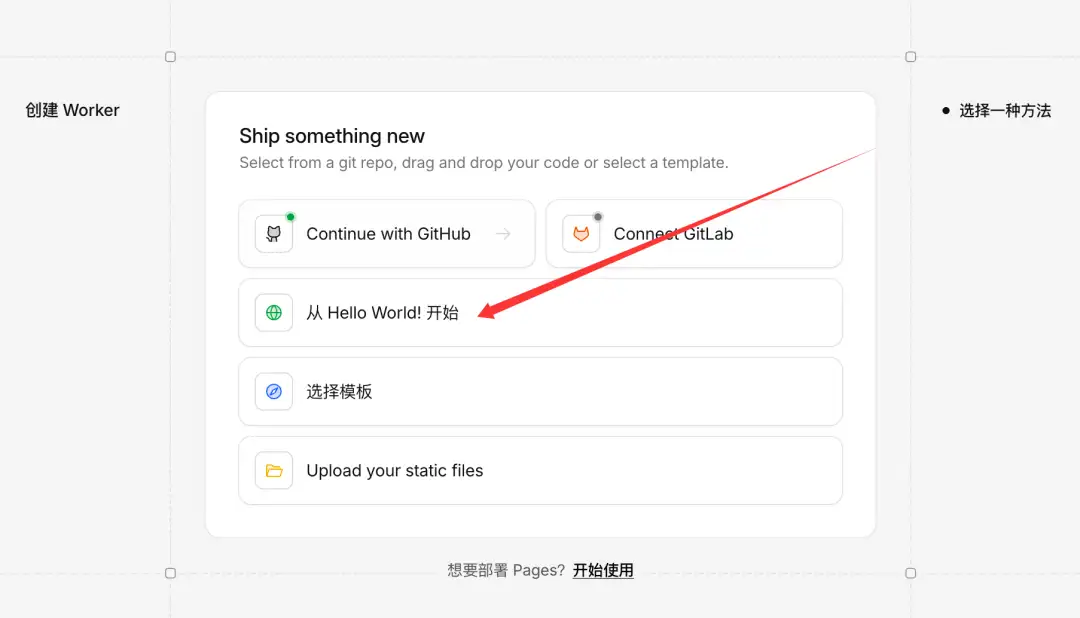 创建 Worker
Ship something new
Select from a git repo, drag and drop your code or select a template.
Continue with GitHub
Connect GitLab
从 Hello World! 开始
选择模板
Upload your static files
想要部署 Pages? 开始使用
选择一种方法